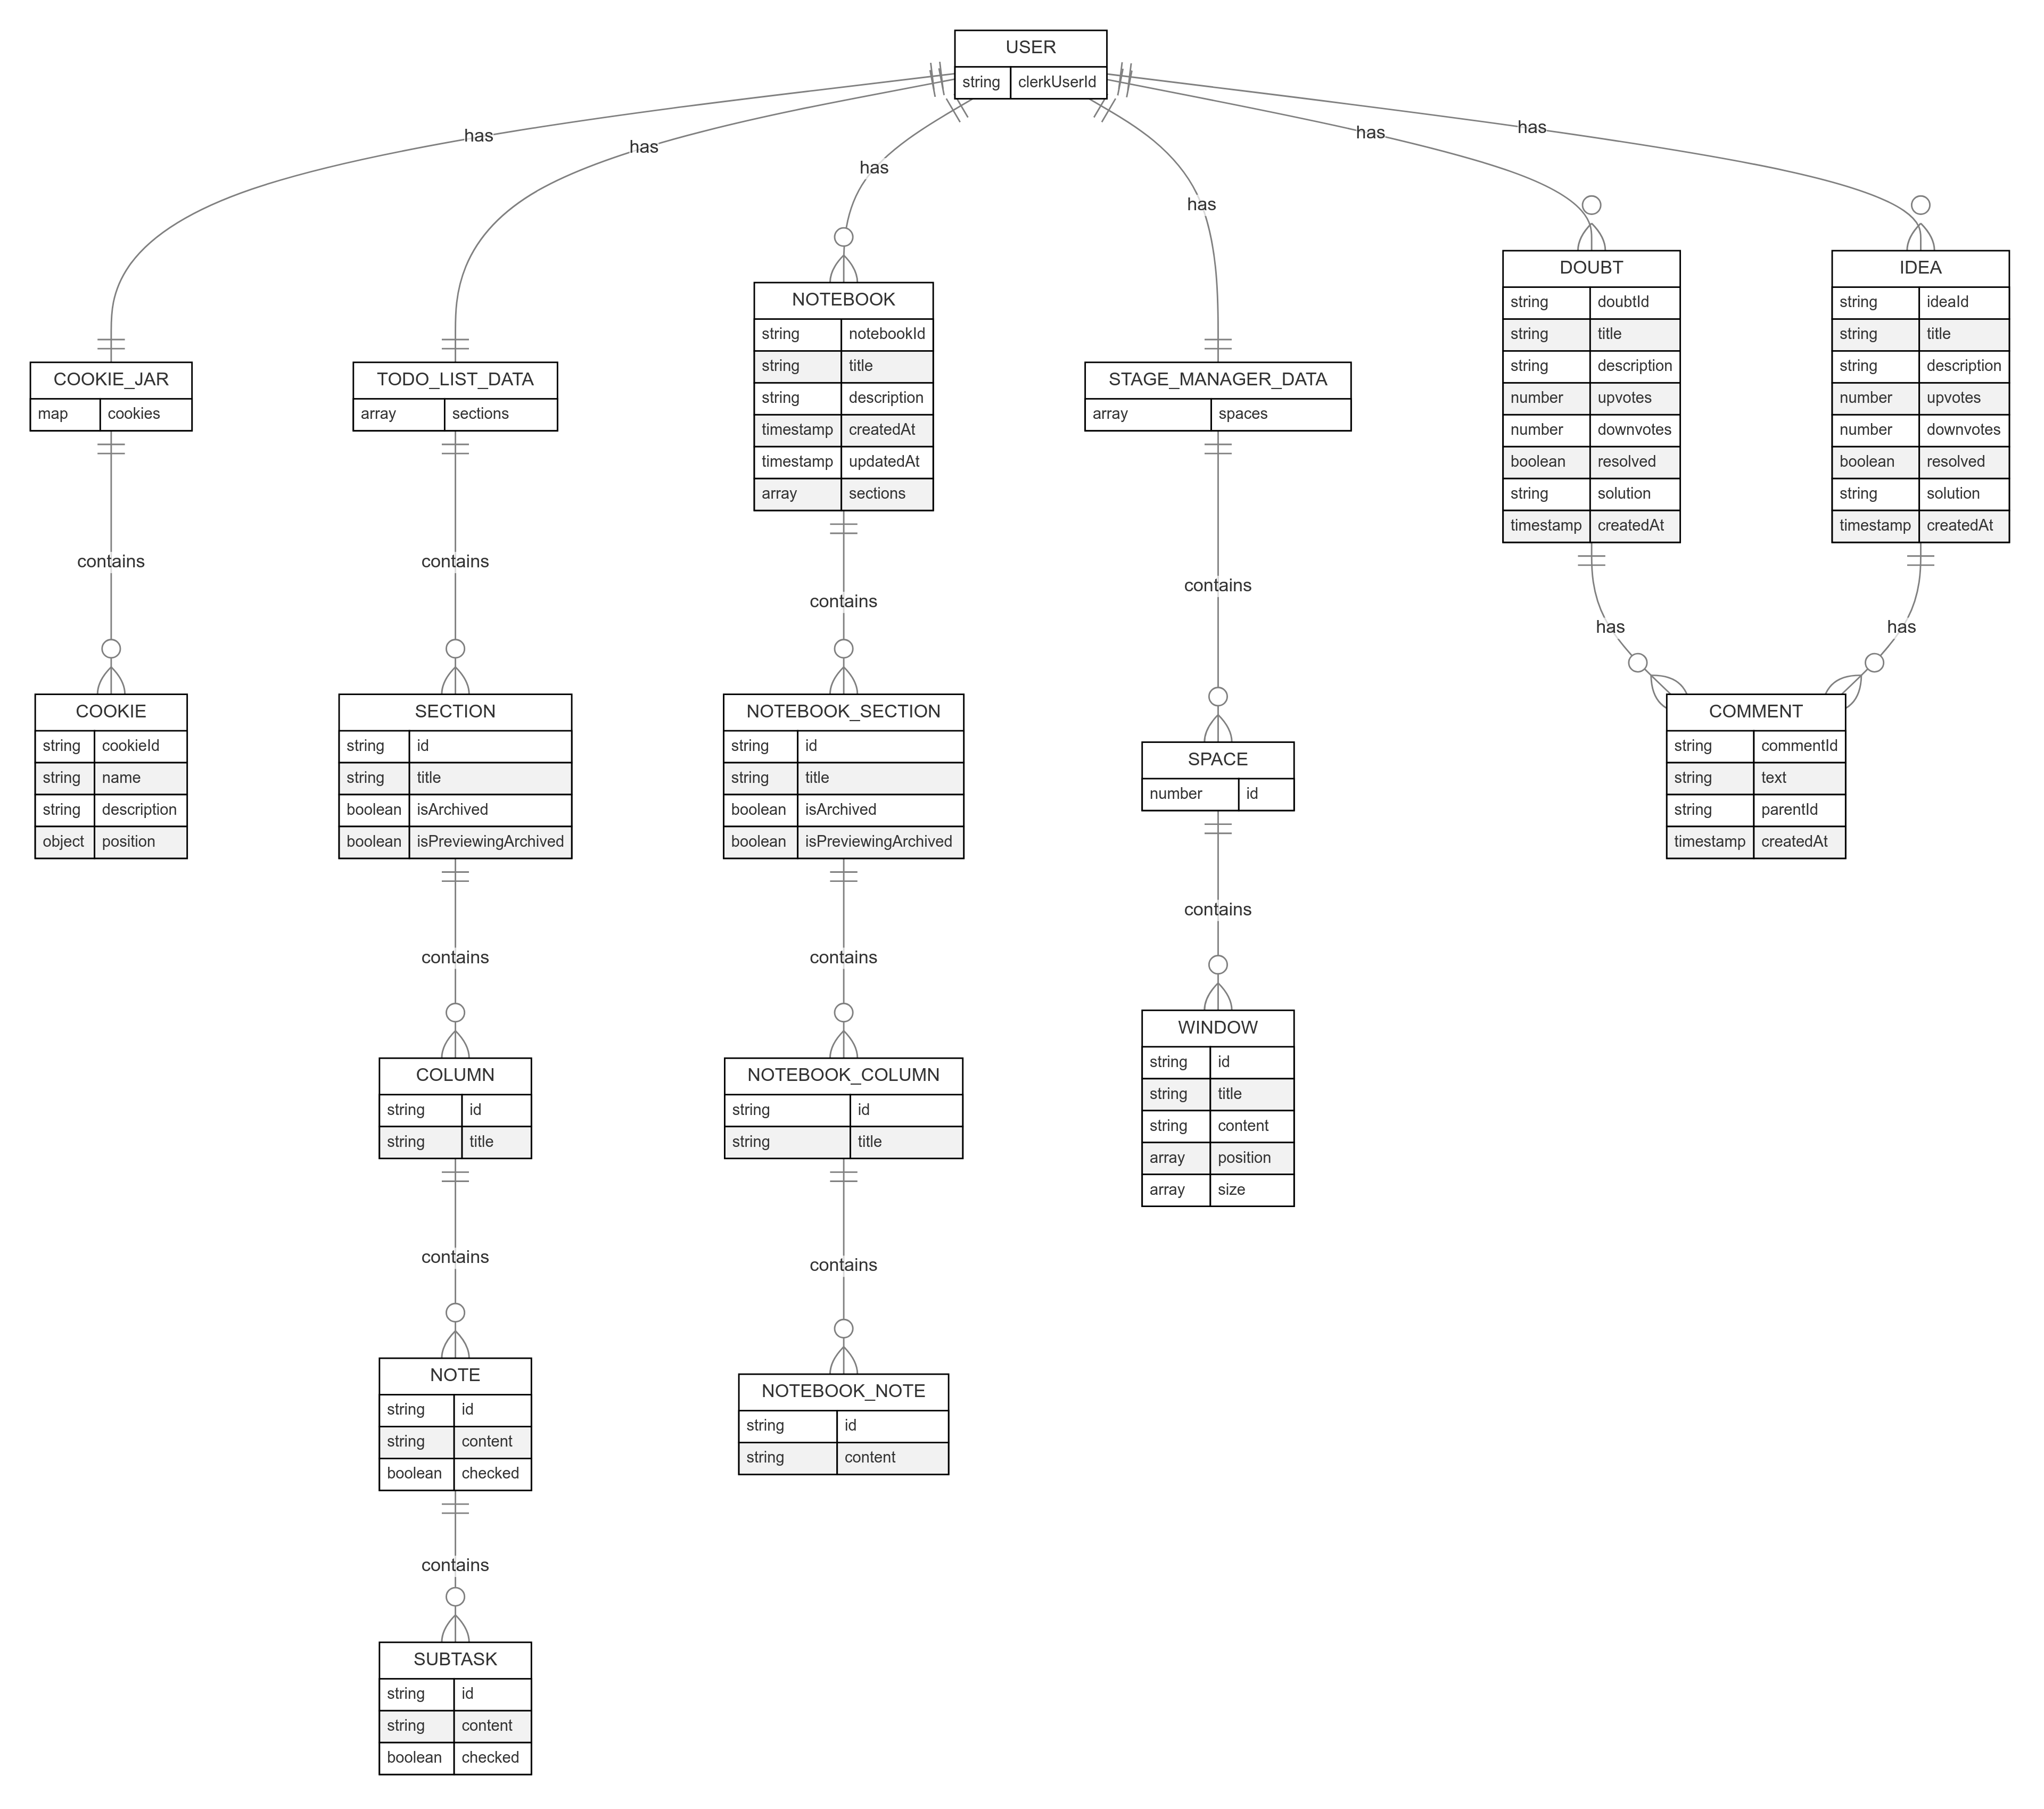 USER
string clerkUserId
has
has
has
has
has
has
COOKIE_JAR
map cookies
TODO_LIST_DATA
array sections
NOTEBOOK
string notebookId
string title
string description
timestamp createdAt
timestamp updatedAt
array sections
STAGE_MANAGER_DATA
array spaces
DOUBT
string doubtId
string title
string description
number upvotes
number downvotes
boolean resolved
string solution
timestamp createdAt
IDEA
string ideaId
string title
string description
number upvotes
number downvotes
boolean resolved
string solution
timestamp createdAt
contains
contains
contains
contains
has
has
COOKIE
string cookieId
string name
string description
object position
SECTION
string id
string title
boolean isArchived
boolean isPreviewingArchived
NOTEBOOK_SECTION
string id
string title
boolean isArchived
boolean isPreviewingArchived
SPACE
number id
COMMENT
string commentId
string text
string parentId
timestamp createdAt
contains
contains
contains
COLUMN
string id
string title
NOTEBOOK_COLUMN
string id
string title
WINDOW
string id
string title
string content
array position
array size
contains
contains
NOTE
string id
string content
boolean checked
NOTEBOOK_NOTE
string id
string content
contains
SUBTASK
string id
string content
boolean checked